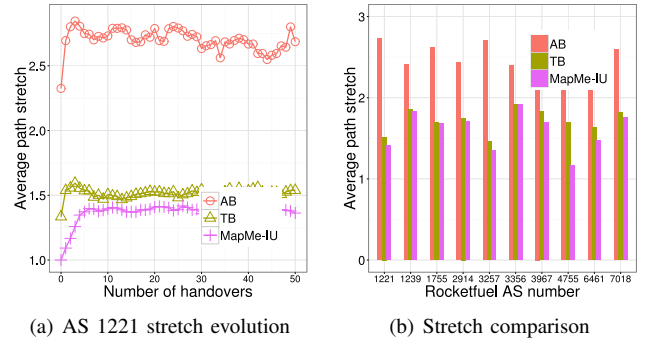 2.5
2.0
1.5
1.0
Average path stretch
0
10
20
30
40
50
Number of handovers
AB
TB
MapMe-IU
(a) AS 1221 stretch evolution
3
2
1
0
Average path stretch
AB
TB
MapMe-IU
1221
1239
1755
2914
3257
3356
3967
4755
6461
7018
Rocketfuel AS number
(b) Stretch comparison